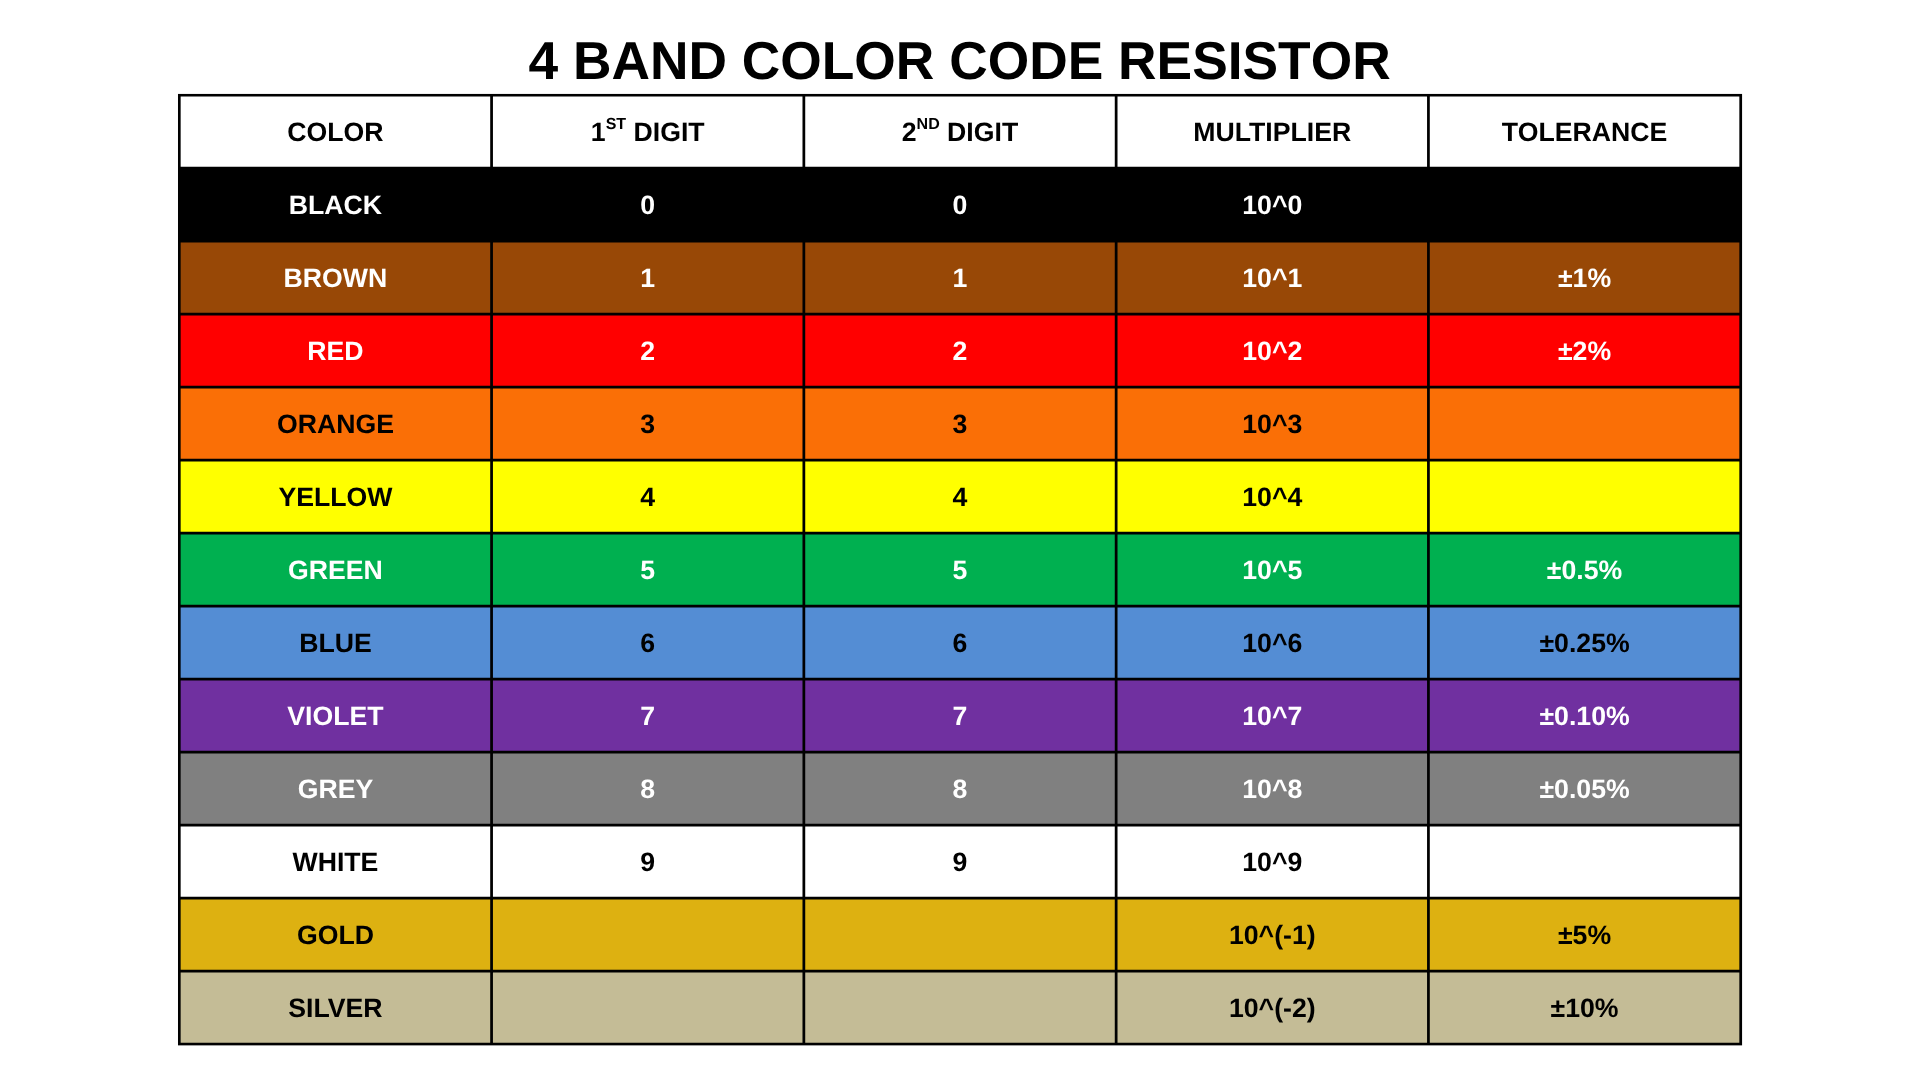 4 BAND COLOR CODE RESISTOR
COLOR 1ST DIGIT 2ND DIGIT MULTIPLIER TOLERANCE
BLACK 0 0 10^0
BROWN 1 1 10^1 ±1%
RED 2 2 10^2 ±2%
ORANGE 3 3 10^3
YELLOW 4 4 10^4
GREEN 5 5 10^5 ±0.5%
BLUE 6 6 10^6 ±0.25%
VIOLET 7 7 10^7 ±0.10%
GREY 8 8 10^8 ±0.05%
WHITE 9 9 10^9
GOLD 10^(-1) ±5%
SILVER 10^(-2) ±10%